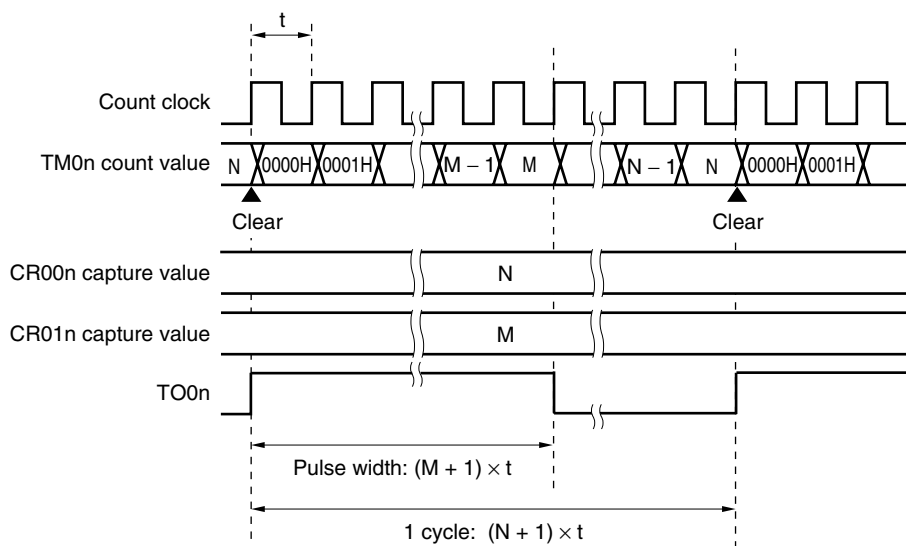 t
Count clock
TM0n count value N 0000H 0001H M – 1 M N – 1 N 0000H 0001H
Clear Clear
CR00n capture value N
CR01n capture value M
TO0n
Pulse width: (M + 1) × t
1 cycle: (N + 1) × t